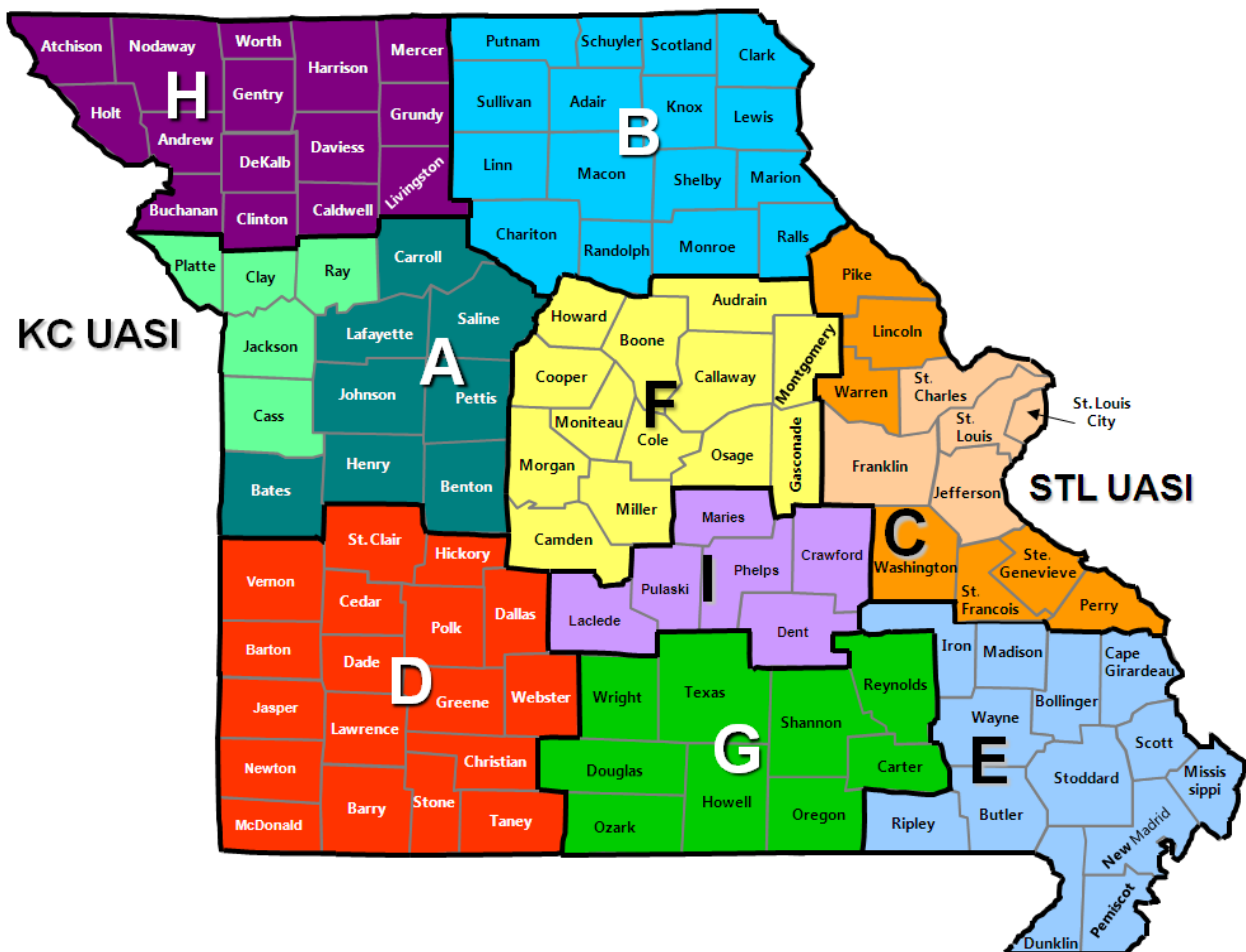 Atchison
Nodaway
Worth
Harrison
Mercer
Putnam
Schuyler
Scotland
Clark
Holt
H
Gentry
Grundy
Sullivan
Adair
B
Knox
Lewis
Andrew
DeKalb
Daviess
Livingston
Linn
Macon
Shelby
Marion
Buchanan
Clinton
Caldwell
Chariton
Randolph
Monroe
Ralls
Platte
Clay
Ray
Carroll
Pike
KC UASI
Jackson
Lafayette
Saline
A
Howard
Boone
Audrain
Montgomery
Lincoln
Cass
Johnson
Pettis
Cooper
Moniteau
F
Callaway
Warren
St.
Charles
St.
Louis
St. Louis
City
Bates
Henry
Benton
Morgan
Cole
Osage
Gasconade
Franklin
Jefferson
STL UASI
Miller
Camden
Maries
Phelps
Crawford
C
Washington
Ste.
Genevieve
St.
Francois
Perry
St. Clair
Hickory
Vernon
Cedar
Polk
Dallas
Laclede
Pulaski
I
Dent
Barton
Dade
D
Greene
Webster
Wright
Texas
Shannon
Reynolds
Iron
Madison
Cape
Girardeau
Jasper
Lawrence
Christian
G
Wayne
Bollinger
Scott
Newton
Douglas
Howell
Carter
E
Stoddard
Missis
sippi
McDonald
Barry
Stone
Taney
Ozark
Oregon
Ripley
Butler
New Madrid
Pemiscot
Dunklin